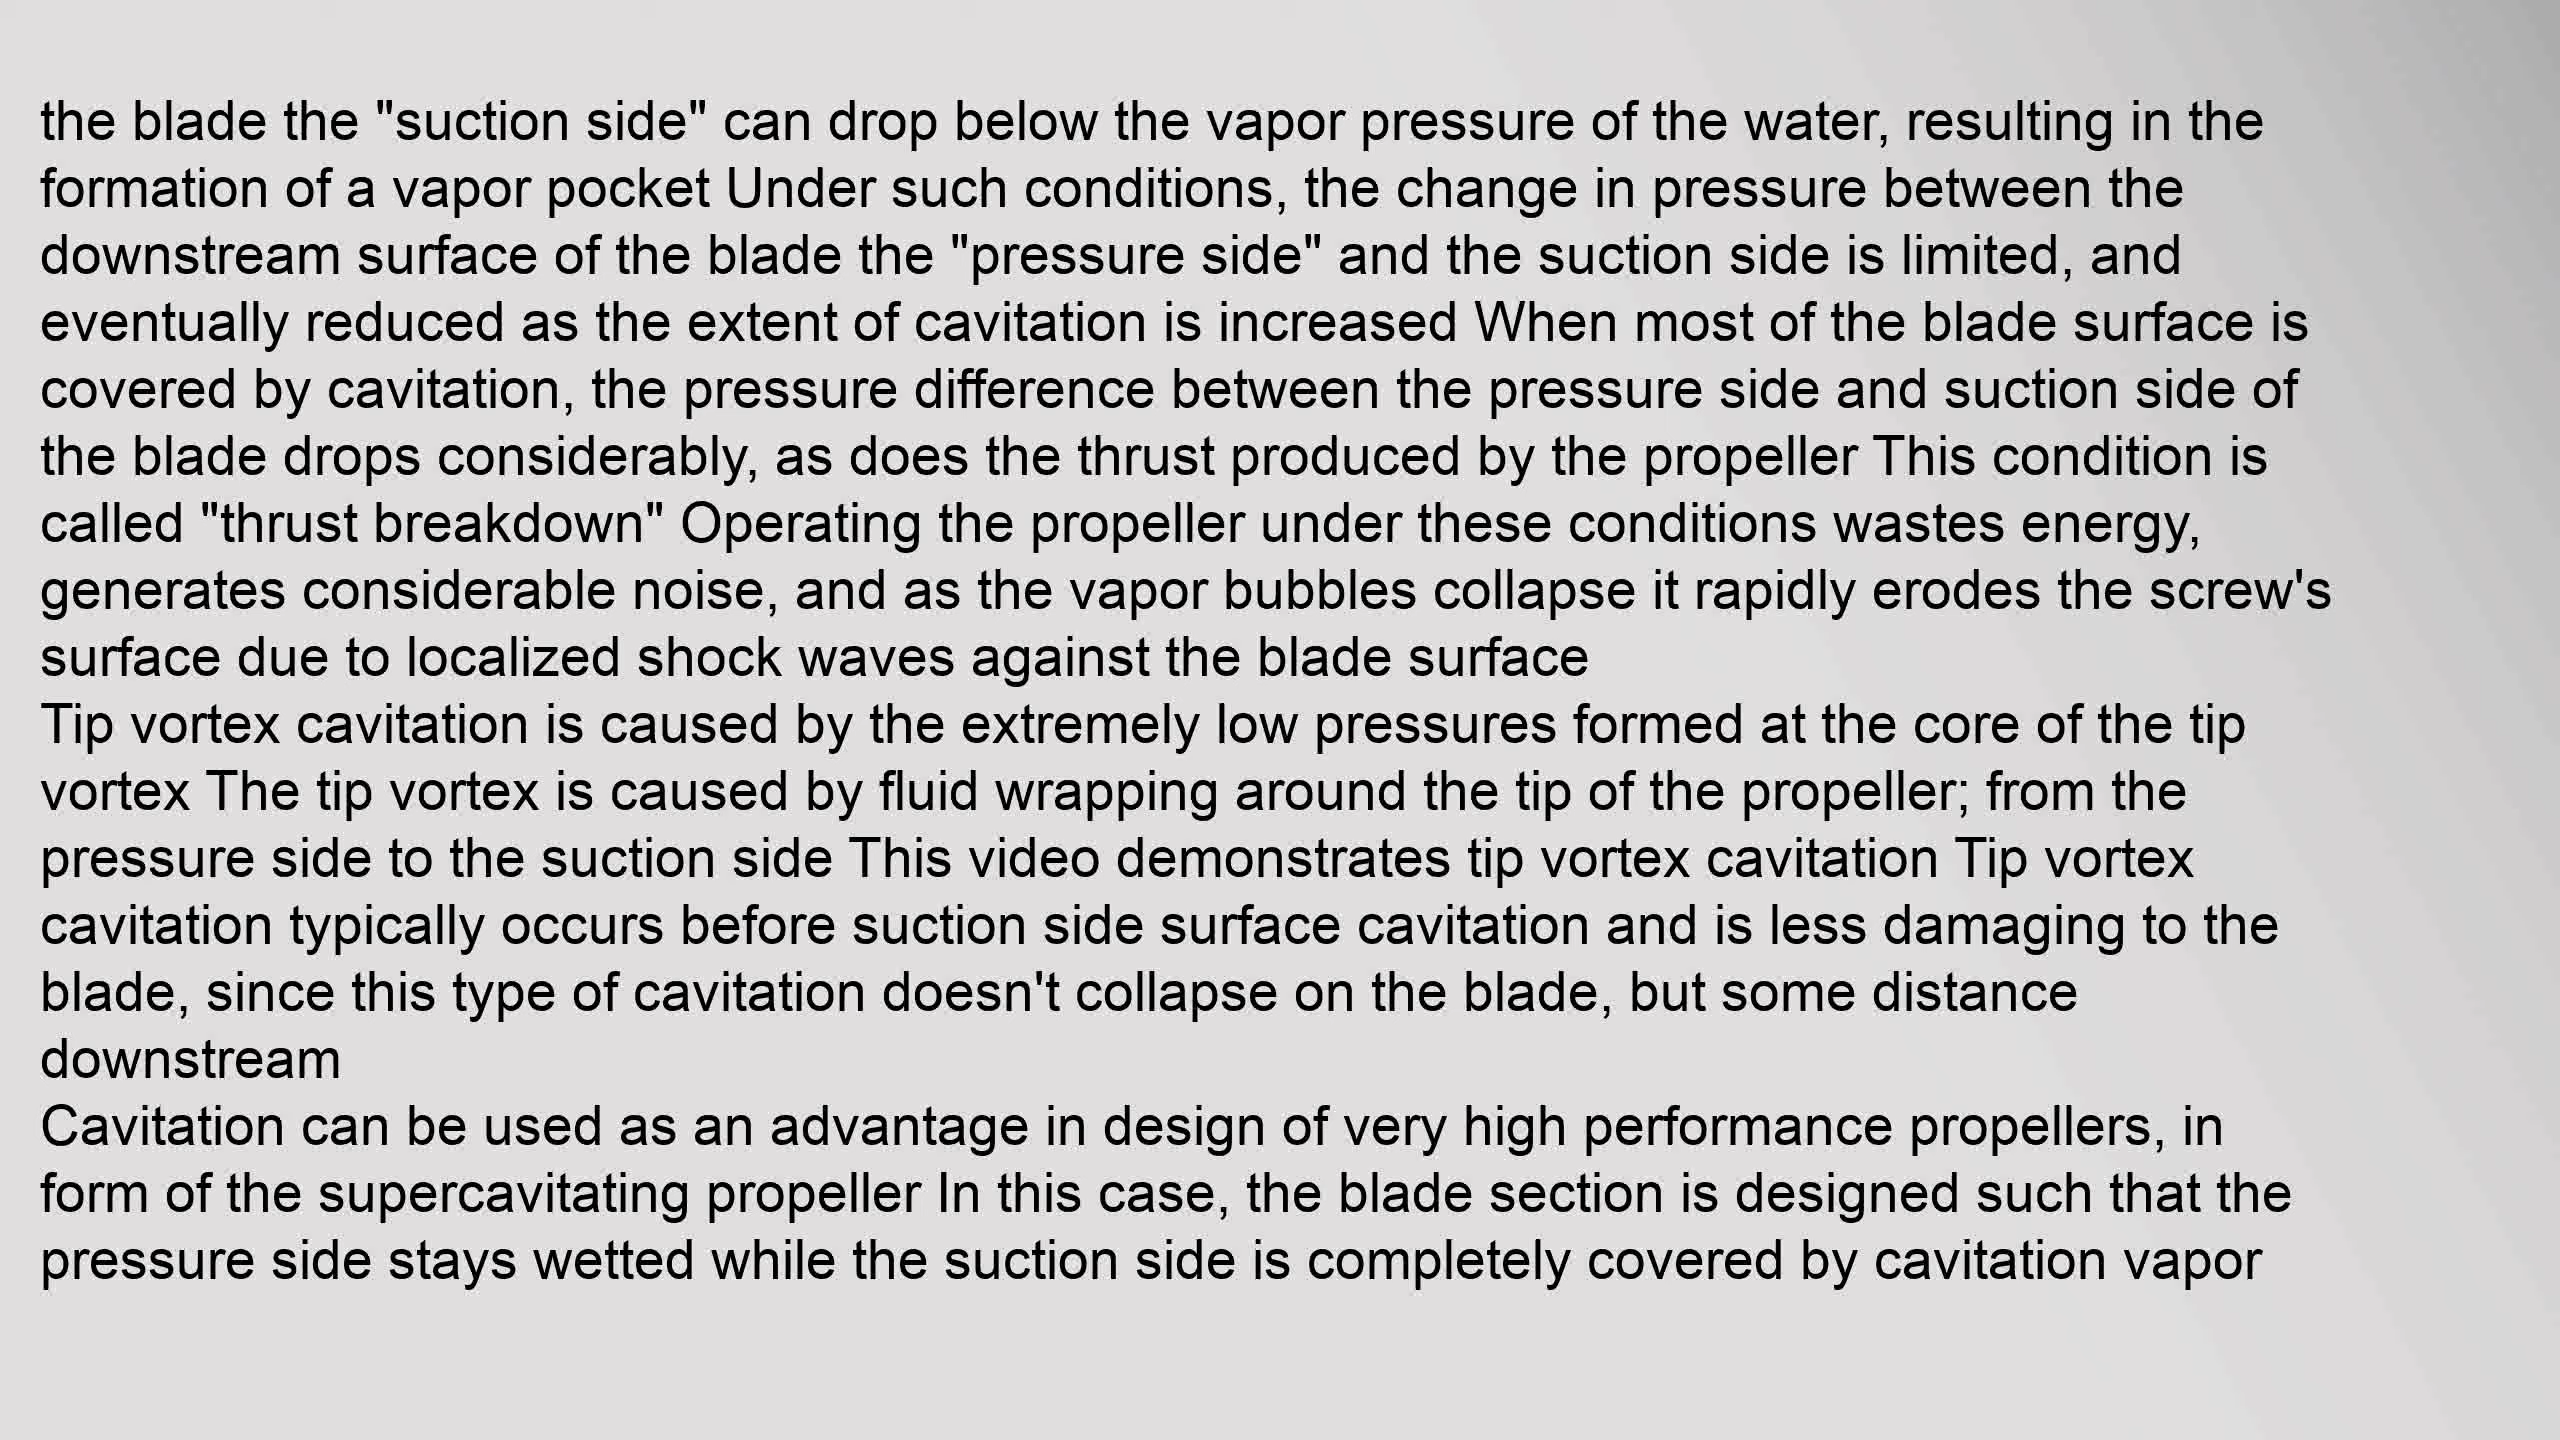 the blade the "suction side" can drop below the vapor pressure of the water, resulting in the
formation of a vapor pocket Under such conditions, the change in pressure between the
downstream surface of the blade the "pressure side" and the suction side is limited, and
eventually reduced as the extent of cavitation is increased When most of the blade surface is
covered by cavitation, the pressure difference between the pressure side and suction side of
the blade drops considerably, as does the thrust produced by the propeller This condition is
called "thrust breakdown" Operating the propeller under these conditions wastes energy,
generates considerable noise, and as the vapor bubbles collapse it rapidly erodes the screw's
surface due to localized shock waves against the blade surface
Tip vortex cavitation is caused by the extremely low pressures formed at the core of the tip
vortex The tip vortex is caused by fluid wrapping around the tip of the propeller; from the
pressure side to the suction side This video demonstrates tip vortex cavitation Tip vortex
cavitation typically occurs before suction side surface cavitation and is less damaging to the
blade, since this type of cavitation doesn't collapse on the blade, but some distance
downstream
Cavitation can be used as an advantage in design of very high performance propellers, in
form of the supercavitating propeller In this case, the blade section is designed such that the
pressure side stays wetted while the suction side is completely covered by cavitation vapor